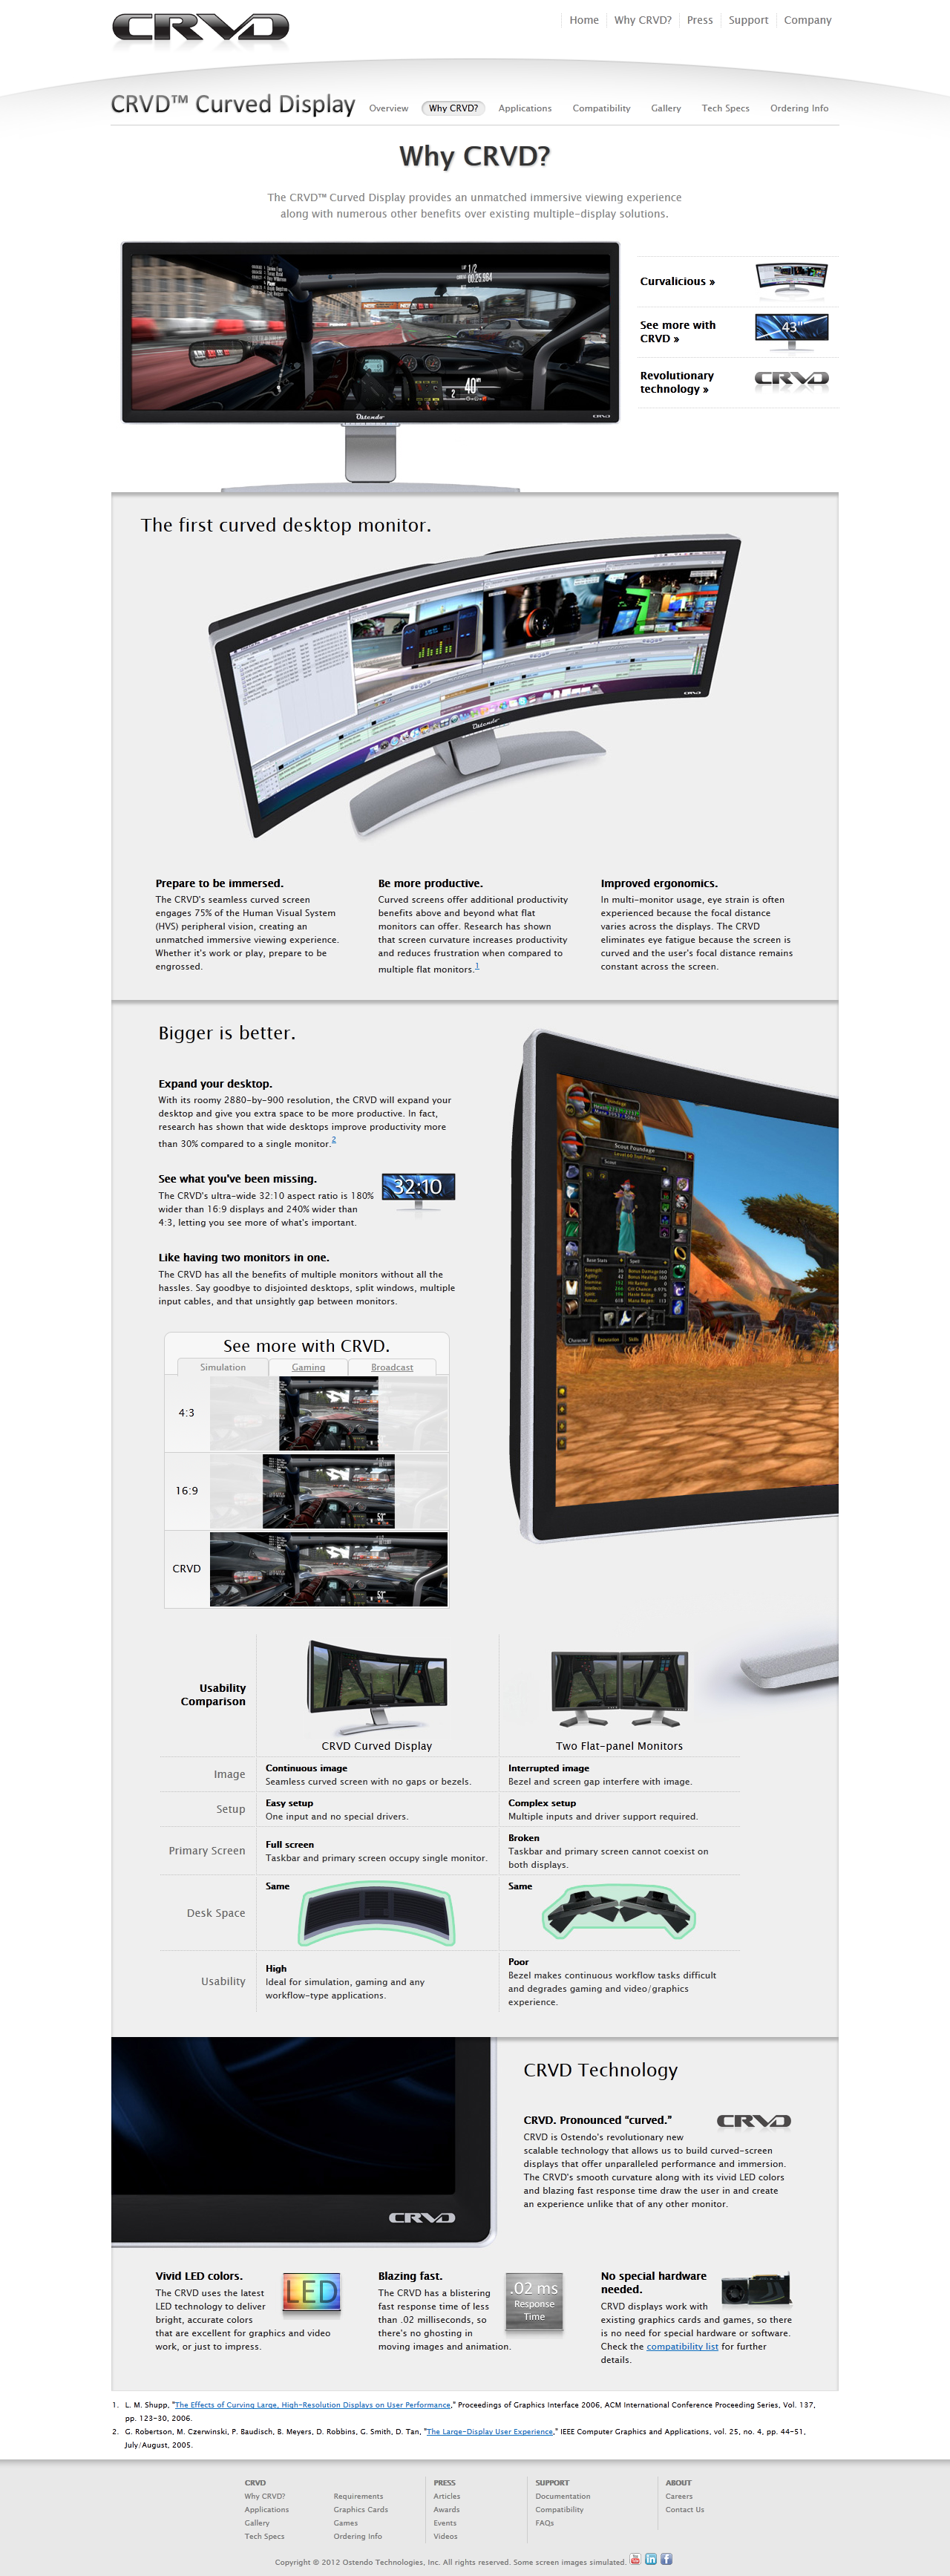 CRVD
Home
Why CRVD?
Press
Support
Company
CRVD™ Curved Display
Overview
Why CRVD?
Applications
Compatibility
Gallery
Tech Specs
Ordering Info
Why CRVD?
The CRVD™ Curved Display provides an unmatched immersive viewing experience
along with numerous other benefits over existing multiple-display solutions.
1/2
00:25.984
40
2
Ostendo
CRVD
Curvalicious »
See more with
CRVD »
43"
Revolutionary
technology »
CRVD
The first curved desktop monitor.
Ostendo
CRVD
Prepare to be immersed.
The CRVD's seamless curved screen
engages 75% of the Human Visual System
(HVS) peripheral vision, creating an
unmatched immersive viewing experience.
Whether it's work or play, prepare to be
engrossed.
Be more productive.
Curved screens offer additional productivity
benefits above and beyond what flat
monitors can offer. Research has shown
that screen curvature increases productivity
and reduces frustration when compared to
multiple flat monitors.1
Improved ergonomics.
In multi-monitor usage, eye strain is often
experienced because the focal distance
varies across the displays. The CRVD
eliminates eye fatigue because the screen is
curved and the user's focal distance remains
constant across the screen.
Bigger is better.
Expand your desktop.
With its roomy 2880-by-900 resolution, the CRVD will expand your
desktop and give you extra space to be more productive. In fact,
research has shown that wide desktops improve productivity more
than 30% compared to a single monitor.2
See what you've been missing.
The CRVD's ultra-wide 32:10 aspect ratio is 180%
wider than 16:9 displays and 240% wider than
4:3, letting you see more of what's important.
32:10
Like having two monitors in one.
The CRVD has all the benefits of multiple monitors without all the
hassles. Say goodbye to disjointed desktops, split windows, multiple
input cables, and that unsightly gap between monitors.
See more with CRVD.
Simulation
Gaming
Broadcast
4:3
16:9
53
CRVD
53
Usability
Comparison
CRVD Curved Display
Two Flat-panel Monitors
Image
Continuous image
Seamless curved screen with no gaps or bezels.
Interrupted image
Bezel and screen gap interfere with image.
Setup
Easy setup
One input and no special drivers.
Complex setup
Multiple inputs and driver support required.
Primary Screen
Full screen
Taskbar and primary screen occupy single monitor.
Broken
Taskbar and primary screen cannot coexist on
both displays.
Desk Space
Same
Same
Usability
High
Ideal for simulation, gaming and any
workflow-type applications.
Poor
Bezel makes continuous workflow tasks difficult
and degrades gaming and video/graphics
experience.
CRVD
CRVD Technology
CRVD. Pronounced "curved."
CRVD
CRVD is Ostendo's revolutionary new
scalable technology that allows us to build curved-screen
displays that offer unparalleled performance and immersion.
The CRVD's smooth curvature along with its vivid LED colors
and blazing fast response time draw the user in and create
an experience unlike that of any other monitor.
Vivid LED colors.
The CRVD uses the latest
LED technology to deliver
bright, accurate colors
that are excellent for graphics and video
work, or just to impress.
LED
Blazing fast.
The CRVD has a blistering
fast response time of less
than .02 milliseconds, so
there's no ghosting in
moving images and animation.
.02 ms
Response
Time
No special hardware
needed.
CRVD displays work with
existing graphics cards and games, so there
is no need for special hardware or software.
Check the compatibility list for further
details.
1. L. M. Shupp, "The Effects of Curving Large, High-Resolution Displays on User Performance," Proceedings of Graphics Interface 2006, ACM International Conference Proceeding Series, Vol. 137,
pp. 123-30, 2006.
2. G. Robertson, M. Czerwinski, P. Baudisch, B. Meyers, D. Robbins, G. Smith, D. Tan, "The Large-Display User Experience," IEEE Computer Graphics and Applications, vol. 25, no. 4, pp. 44-51,
July/August, 2005.
CRVD
Why CRVD?
Applications
Gallery
Tech Specs
Requirements
Graphics Cards
Games
Ordering Info
PRESS
Articles
Awards
Events
Videos
SUPPORT
Documentation
Compatibility
FAQs
ABOUT
Careers
Contact Us
Copyright © 2012 Ostendo Technologies, Inc. All rights reserved. Some screen images simulated.